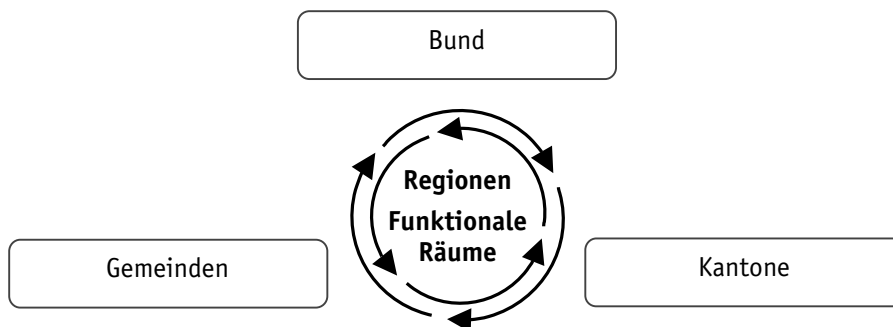 Bund
Regionen
Funktionale
Räume
Gemeinden
Kantone